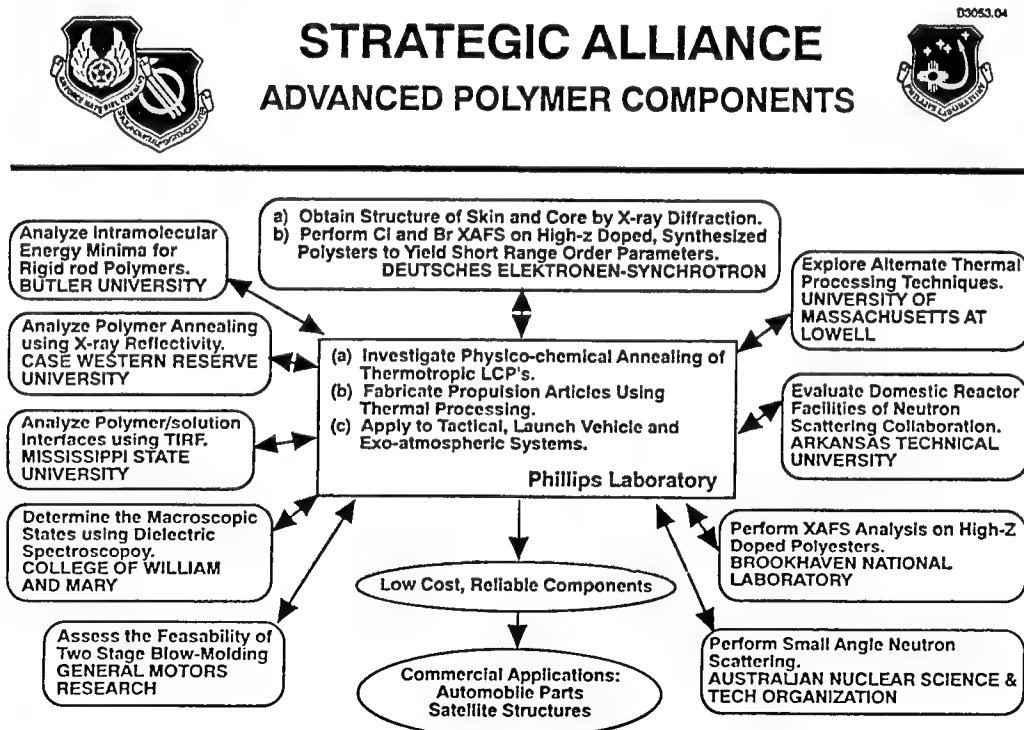 D3053.04
STRATEGIC ALLIANCE
ADVANCED POLYMER COMPONENTS
PHILLIPS LABORATORY
a) Obtain Structure of Skin and Core by X-ray Diffraction.
b) Perform Cl and Br XAFS on High-z Doped, Synthesized
Polysters to Yield Short Range Order Parameters.
DEUTSCHES ELEKTRONEN-SYNCHROTRON
Analyze Intramolecular
Energy Minima for
Rigid rod Polymers.
BUTLER UNIVERSITY
Analyze Polymer Annealing
using X-ray Reflectivity.
CASE WESTERN RESERVE
UNIVERSITY
Analyze Polymer/solution
Interfaces using TIRF.
MISSISSIPPI STATE
UNIVERSITY
Determine the Macroscopic
States using Dielectric
Spectroscopoy.
COLLEGE OF WILLIAM
AND MARY
Assess the Feasability of
Two Stage Blow-Molding
GENERAL MOTORS
RESEARCH
(a) Investigate Physico-chemical Annealing of
Thermotropic LCP's.
(b) Fabricate Propulsion Articles Using
Thermal Processing.
(c) Apply to Tactical, Launch Vehicle and
Exo-atmospheric Systems.
Phillips Laboratory
Low Cost, Reliable Components
Commercial Applications:
Automobile Parts
Satellite Structures
Explore Alternate Thermal
Processing Techniques.
UNIVERSITY OF
MASSACHUSETTS AT
LOWELL
Evaluate Domestic Reactor
Facilities of Neutron
Scattering Collaboration.
ARKANSAS TECHNICAL
UNIVERSITY
Perform XAFS Analysis on High-Z
Doped Polyesters.
BROOKHAVEN NATIONAL
LABORATORY
Perform Small Angle Neutron
Scattering.
AUSTRALIAN NUCLEAR SCIENCE &
TECH ORGANIZATION